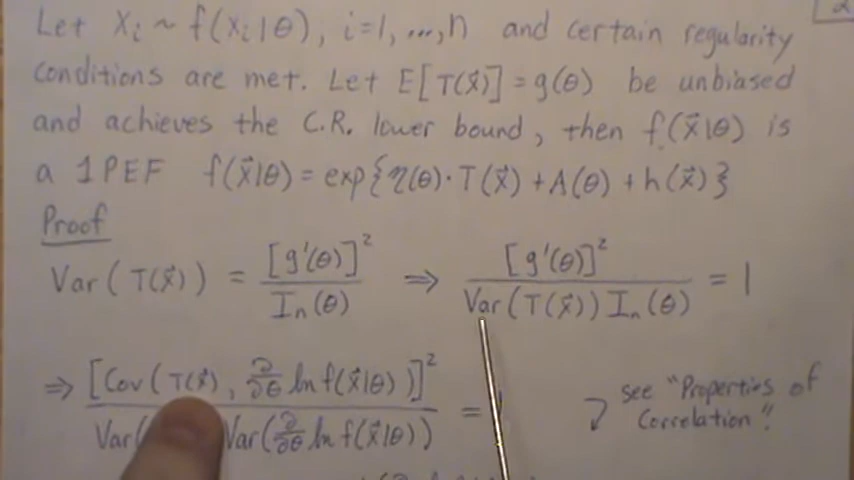 Let Xi ~ f(xi|θ), i=1, ..., n and certain regularity
conditions are met. Let E[T(x⃗)] = g(θ) be unbiased
and achieves the C.R. lower bound, then f(x⃗|θ) is
a 1PEF f(x⃗|θ) = exp{η(θ)·T(x⃗) + A(θ) + h(x⃗)}
Proof
Var(T(x⃗)) = [g'(θ)]² / In(θ) ⇒ [g'(θ)]² / Var(T(x⃗)) In(θ) = 1
⇒ [Cov(T(x⃗), ∂/∂θ ln f(x⃗|θ))]² / Var( Var(∂/∂θ ln f(x⃗|θ)) =
see "Properties of
Correlation".